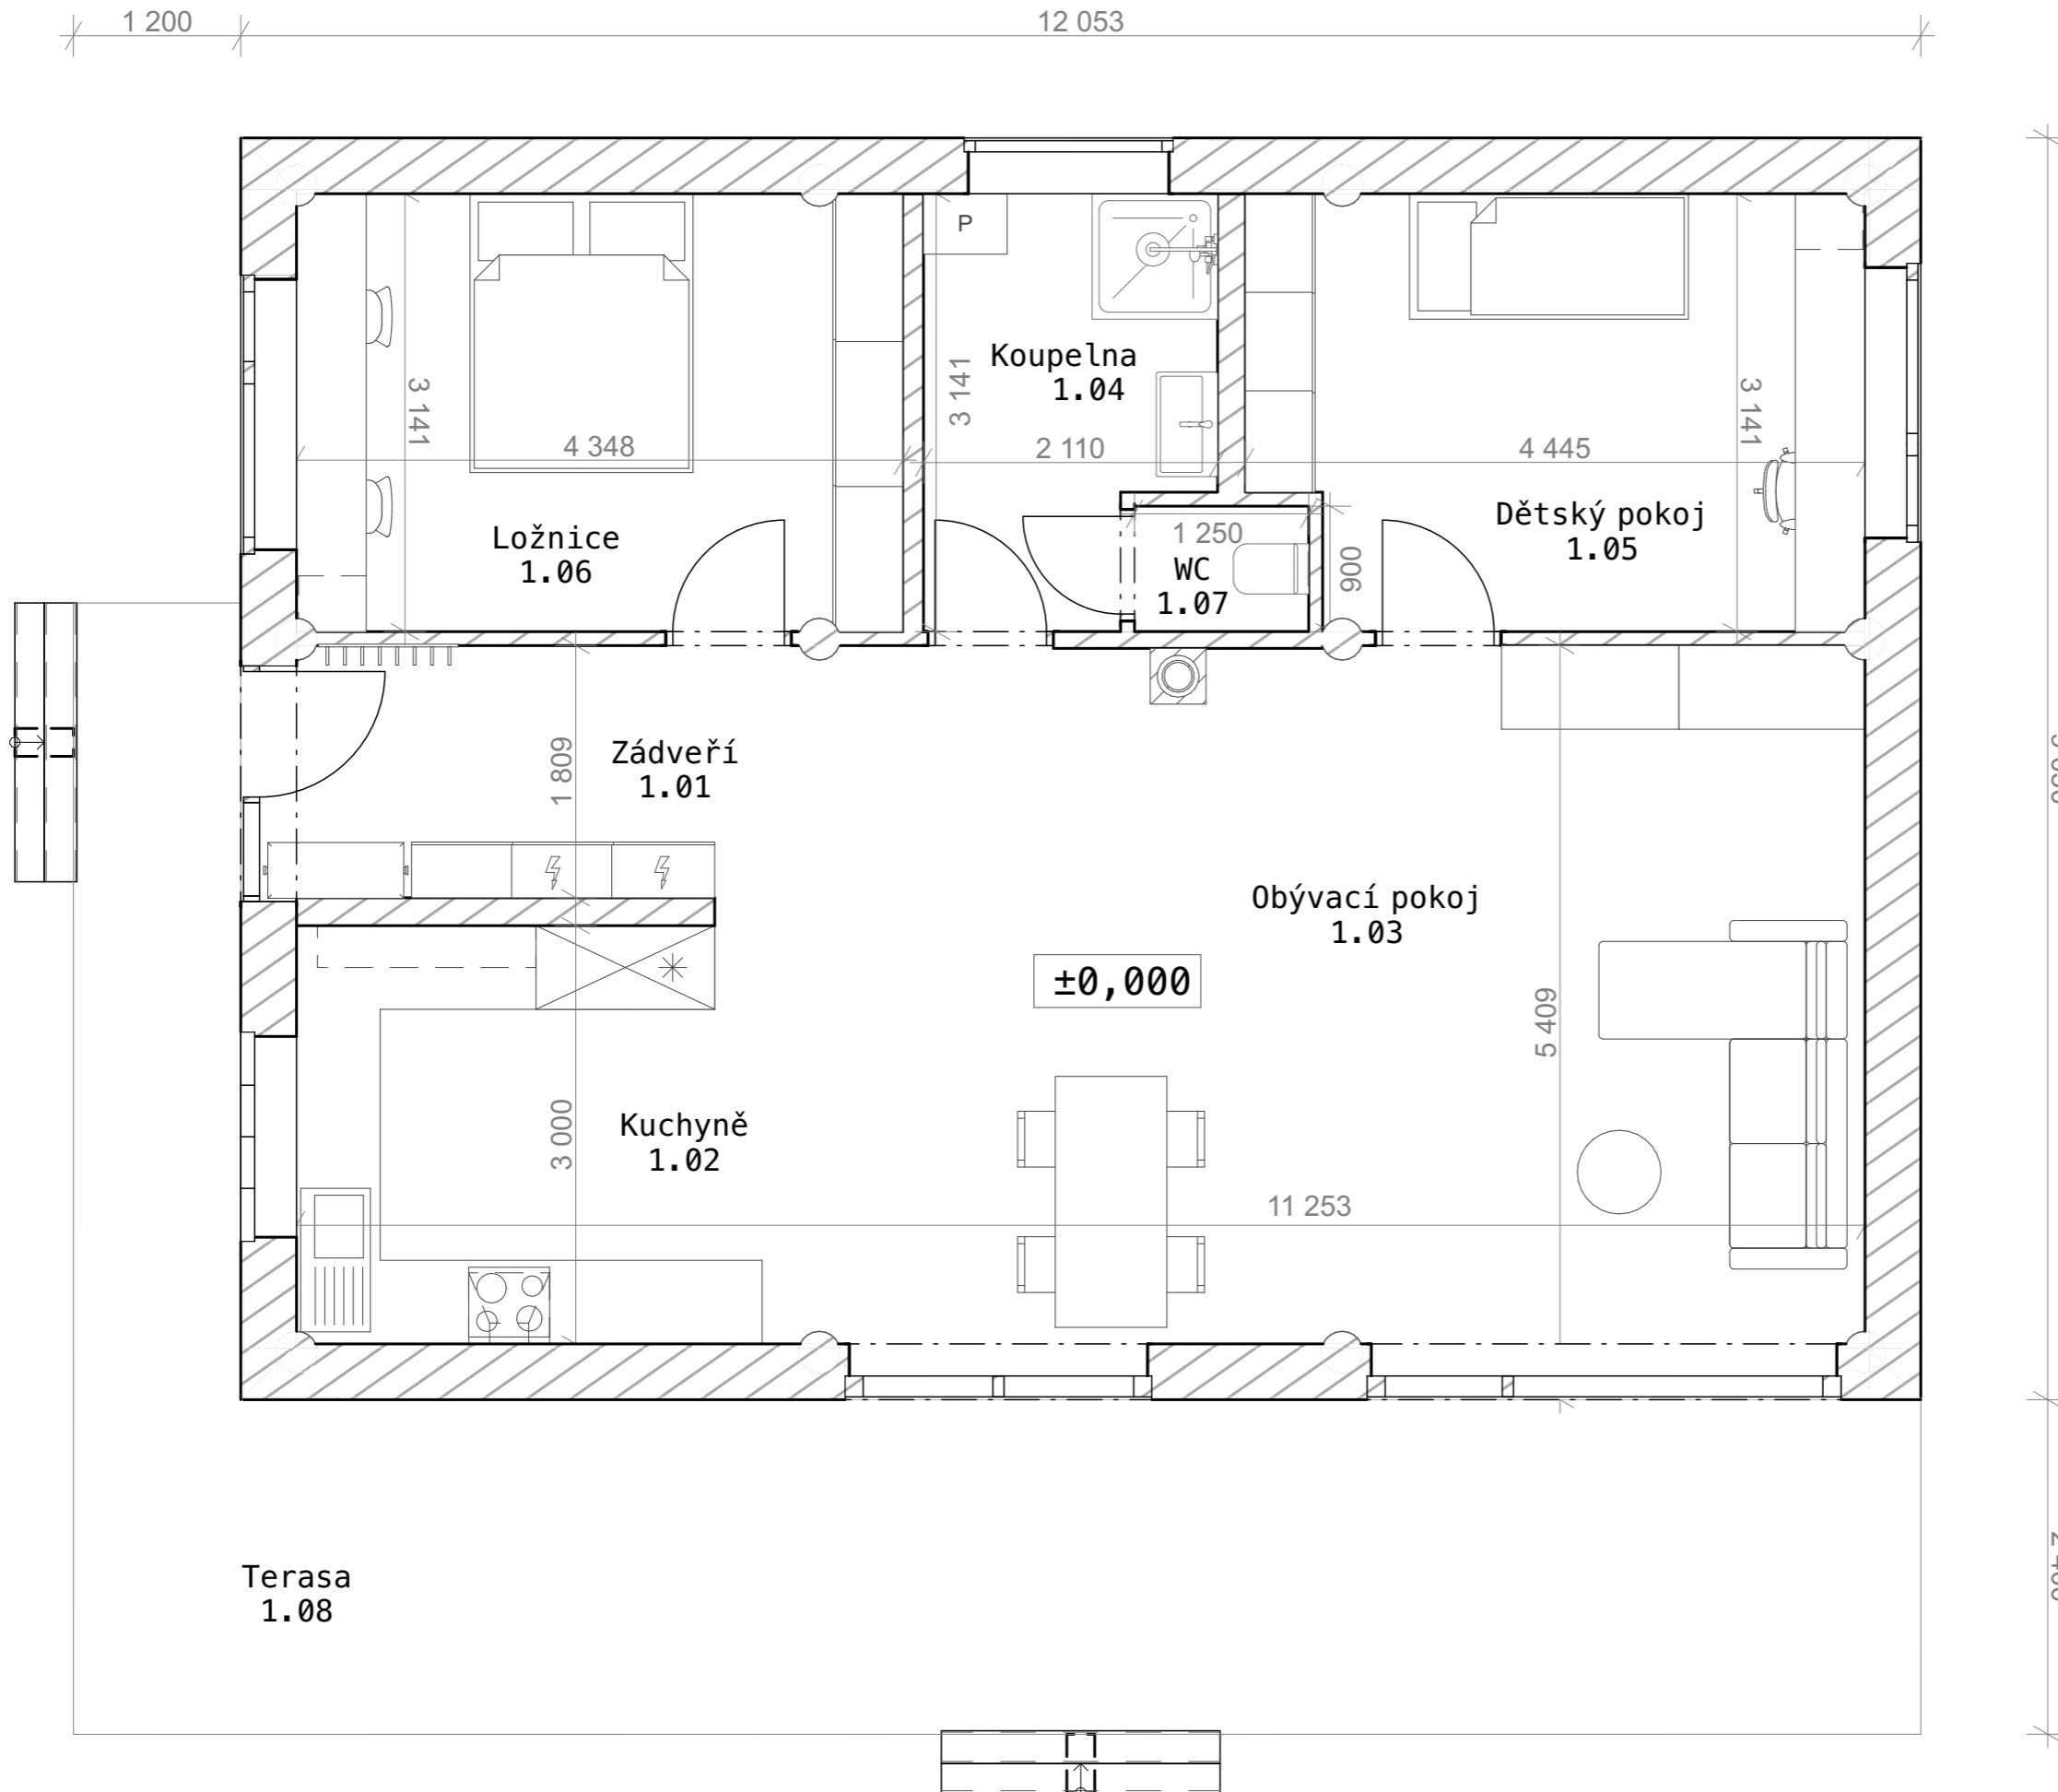 1 200
12 053
P
Koupelna
1.04
3 141
3 141
3 141
4 348
2 110
4 445
Ložnice
1.06
1 250
WC
1.07
900
Dětský pokoj
1.05
Zádveří
1.01
1 809
Obývací pokoj
1.03
±0,000
5 409
Kuchyně
1.02
3 000
11 253
Terasa
1.08